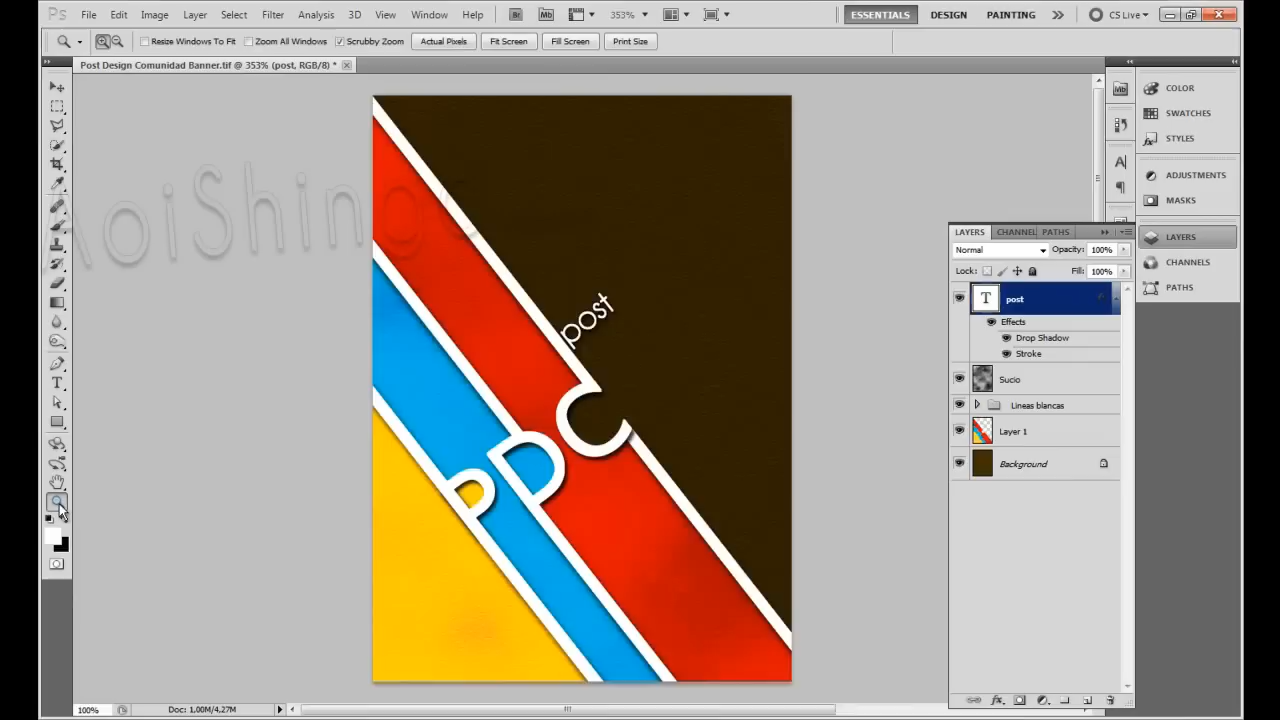 Ps File Edit Image Layer Select Filter Analysis 3D View Window Help Br Mb 353% ESSENTIALS DESIGN PAINTING CS Live
Resize Windows To Fit Zoom All Windows Scrubby Zoom Actual Pixels Fit Screen Fill Screen Print Size
Post Design Comunidad Banner.tif @ 353% (post, RGB/8) *
AoiShin
post
PDC
Mb
COLOR
SWATCHES
STYLES
ADJUSTMENTS
MASKS
LAYERS
CHANNELS
PATHS
LAYERS CHANNEL PATHS
Normal Opacity: 100%
Lock: Fill: 100%
T post
Effects
Drop Shadow
Stroke
Sucio
Lineas blancas
Layer 1
Background
100% Doc: 1.00M/4.27M